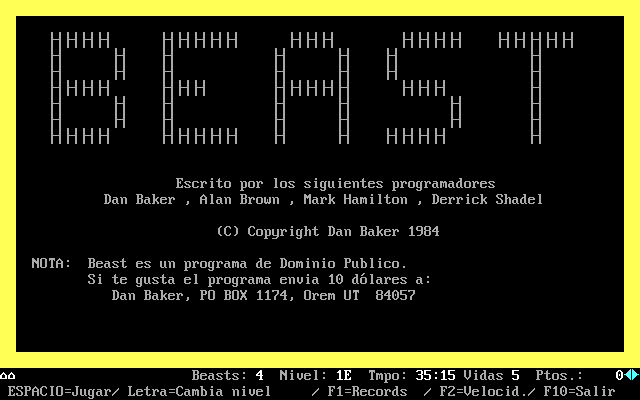 BEAST
Escrito por los siguientes programadores
Dan Baker , Alan Brown , Mark Hamilton , Derrick Shadel
(C) Copyright Dan Baker 1984
NOTA:  Beast es un programa de Dominio Publico.
Si te gusta el programa envia 10 dólares a:
Dan Baker, PO BOX 1174, Orem UT  84057
Beasts: 4  Nivel: 1E  Tmpo: 35:15 Vidas 5  Ptos.:    0
ESPACIO=Jugar/ Letra=Cambia nivel     / F1=Records  / F2=Velocid./ F10=Salir